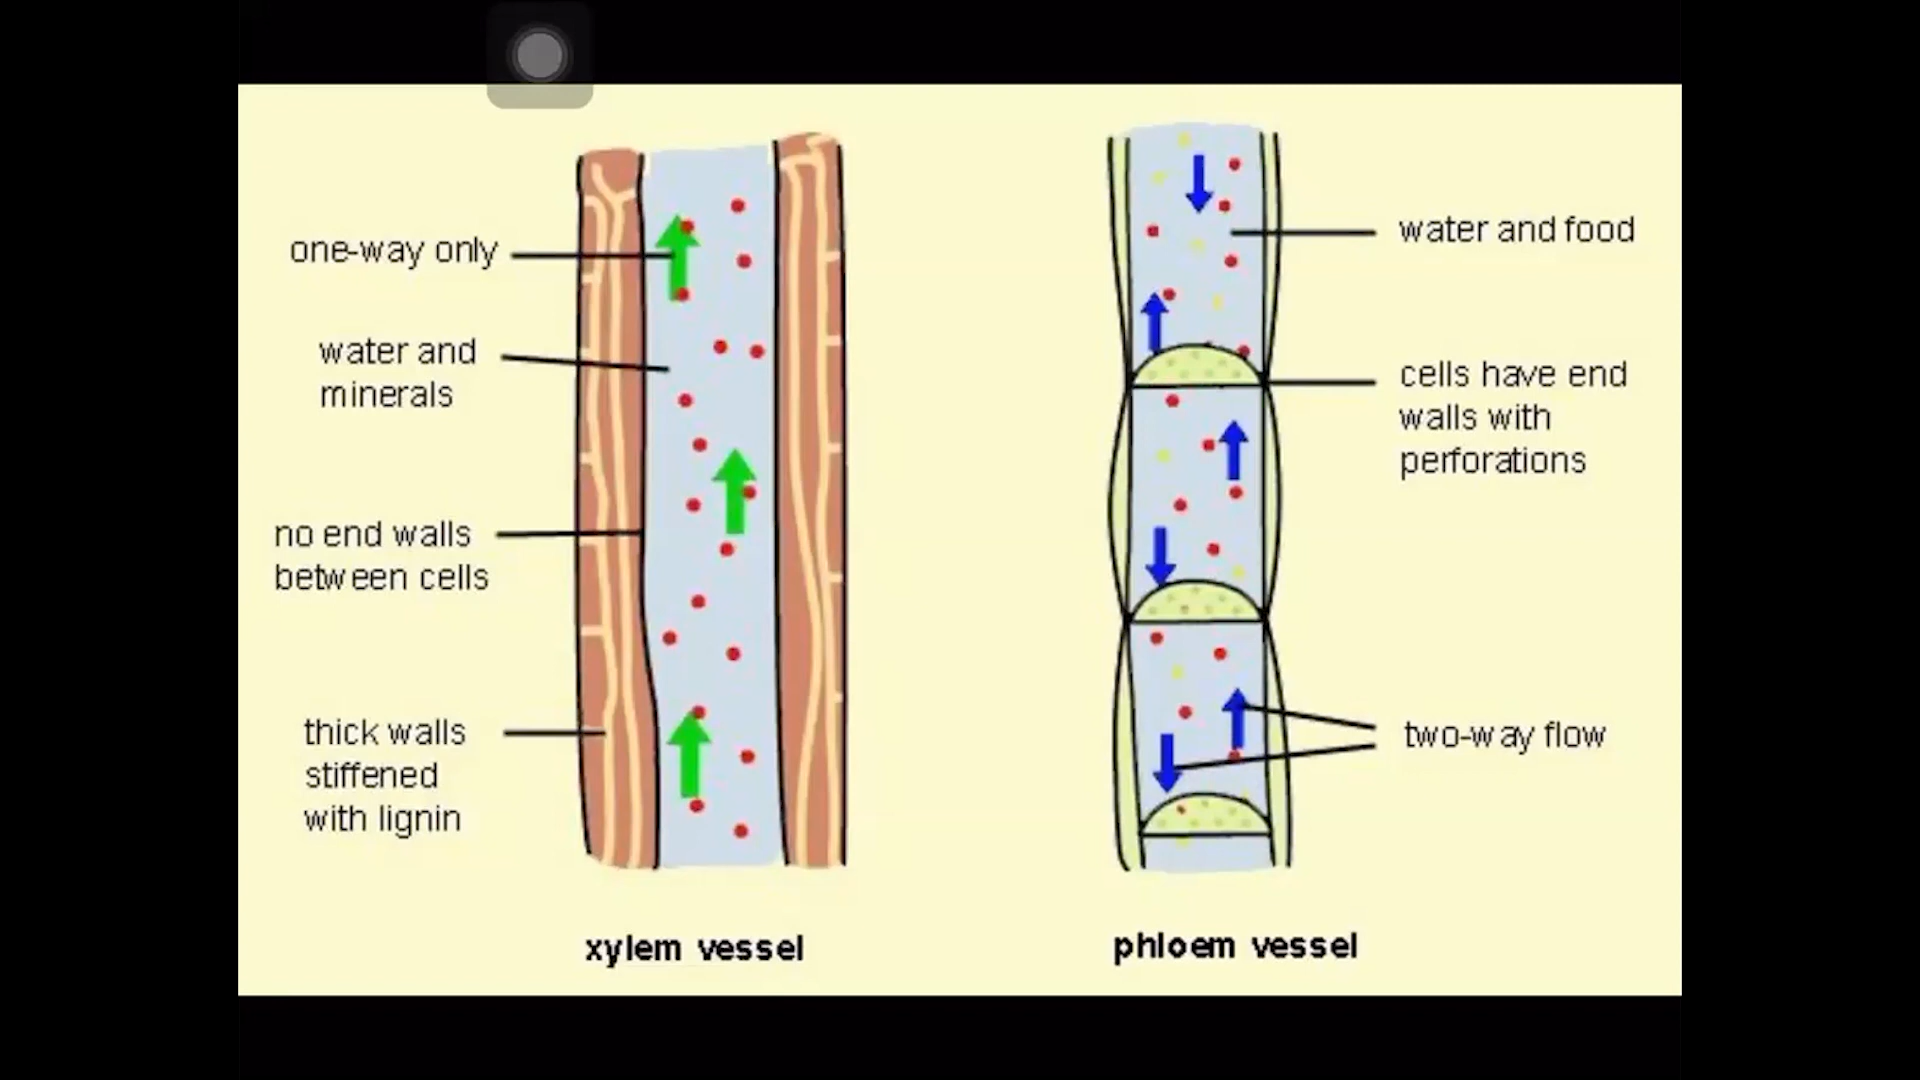 one-way only
water and
minerals
no end walls
between cells
thick walls
stiffened
with lignin
xylem vessel
water and food
cells have end
walls with
perforations
two-way flow
phloem vessel